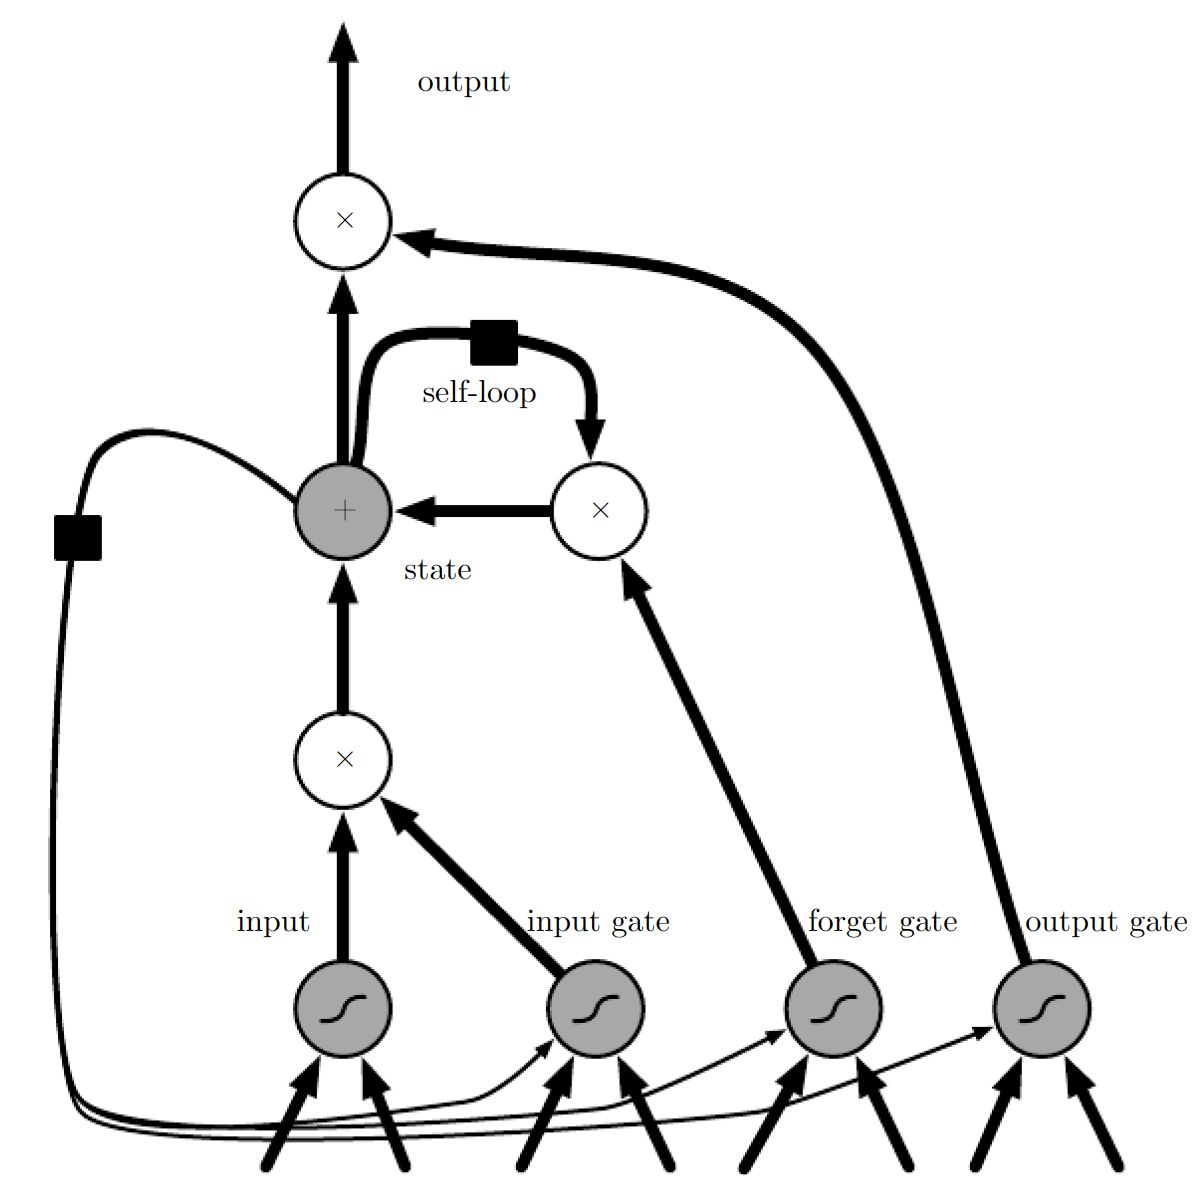 output
×
self-loop
+
×
state
×
input
input gate
forget gate
output gate